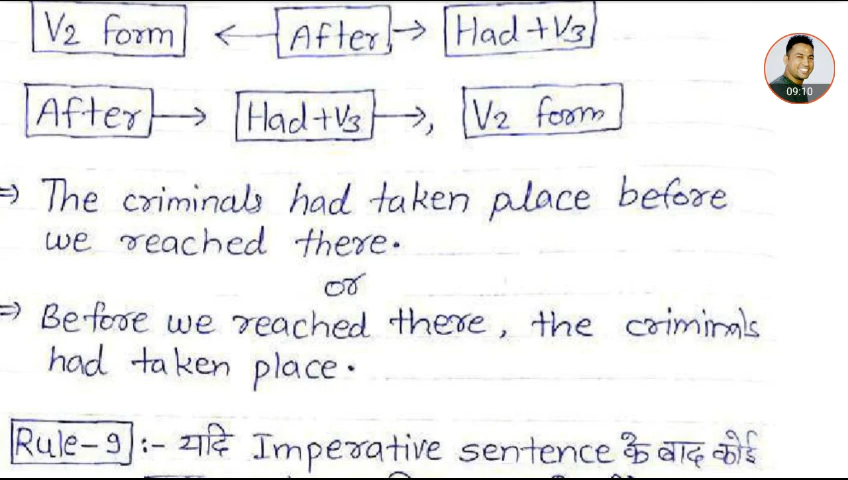 V2 form ← After → Had+V3
After → Had+V3 →, V2 form
⇒ The criminals had taken place before
we reached there.
or
⇒ Before we reached there, the criminals
had taken place.
Rule-9 :- यदि Imperative sentence के बाद कोई
09:10